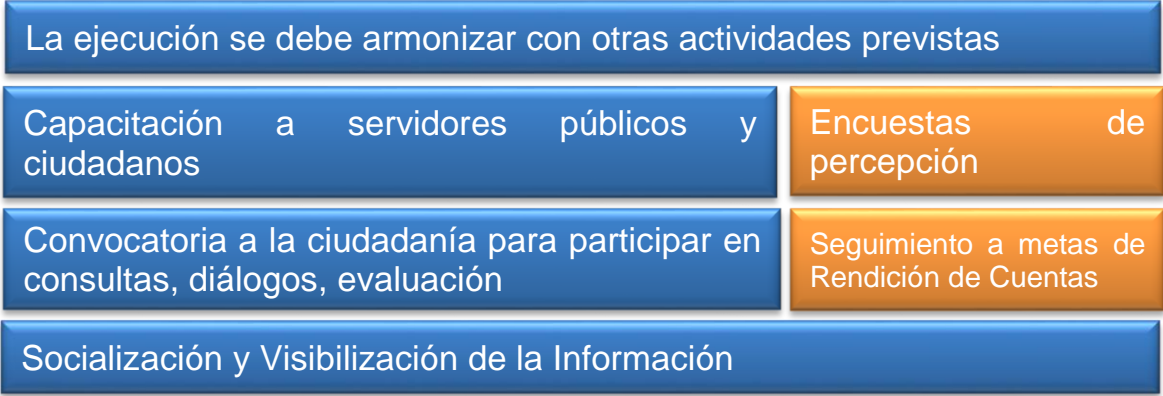 La ejecución se debe armonizar con otras actividades previstas
Capacitación a servidores públicos y
ciudadanos
Encuestas de
percepción
Convocatoria a la ciudadanía para participar en
consultas, diálogos, evaluación
Seguimiento a metas de
Rendición de Cuentas
Socialización y Visibilización de la Información